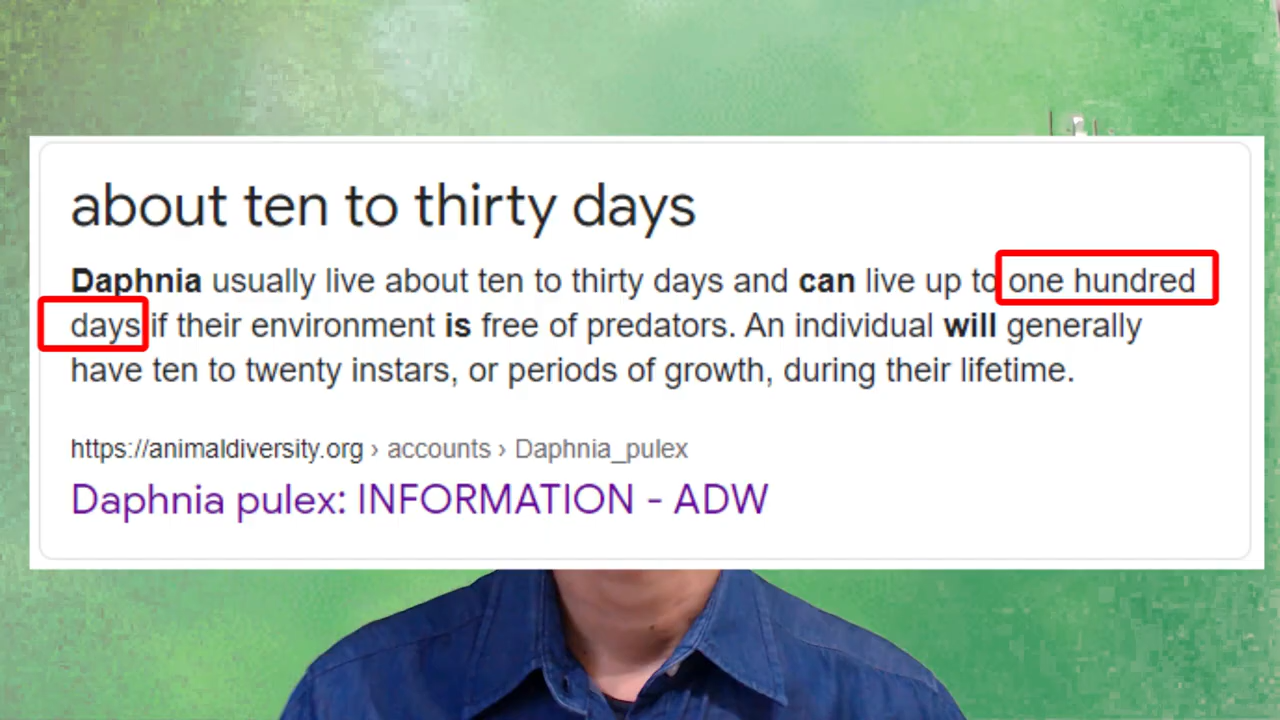 about ten to thirty days
Daphnia usually live about ten to thirty days and can live up to one hundred
days if their environment is free of predators. An individual will generally
have ten to twenty instars, or periods of growth, during their lifetime.
https://animaldiversity.org › accounts › Daphnia_pulex
Daphnia pulex: INFORMATION - ADW